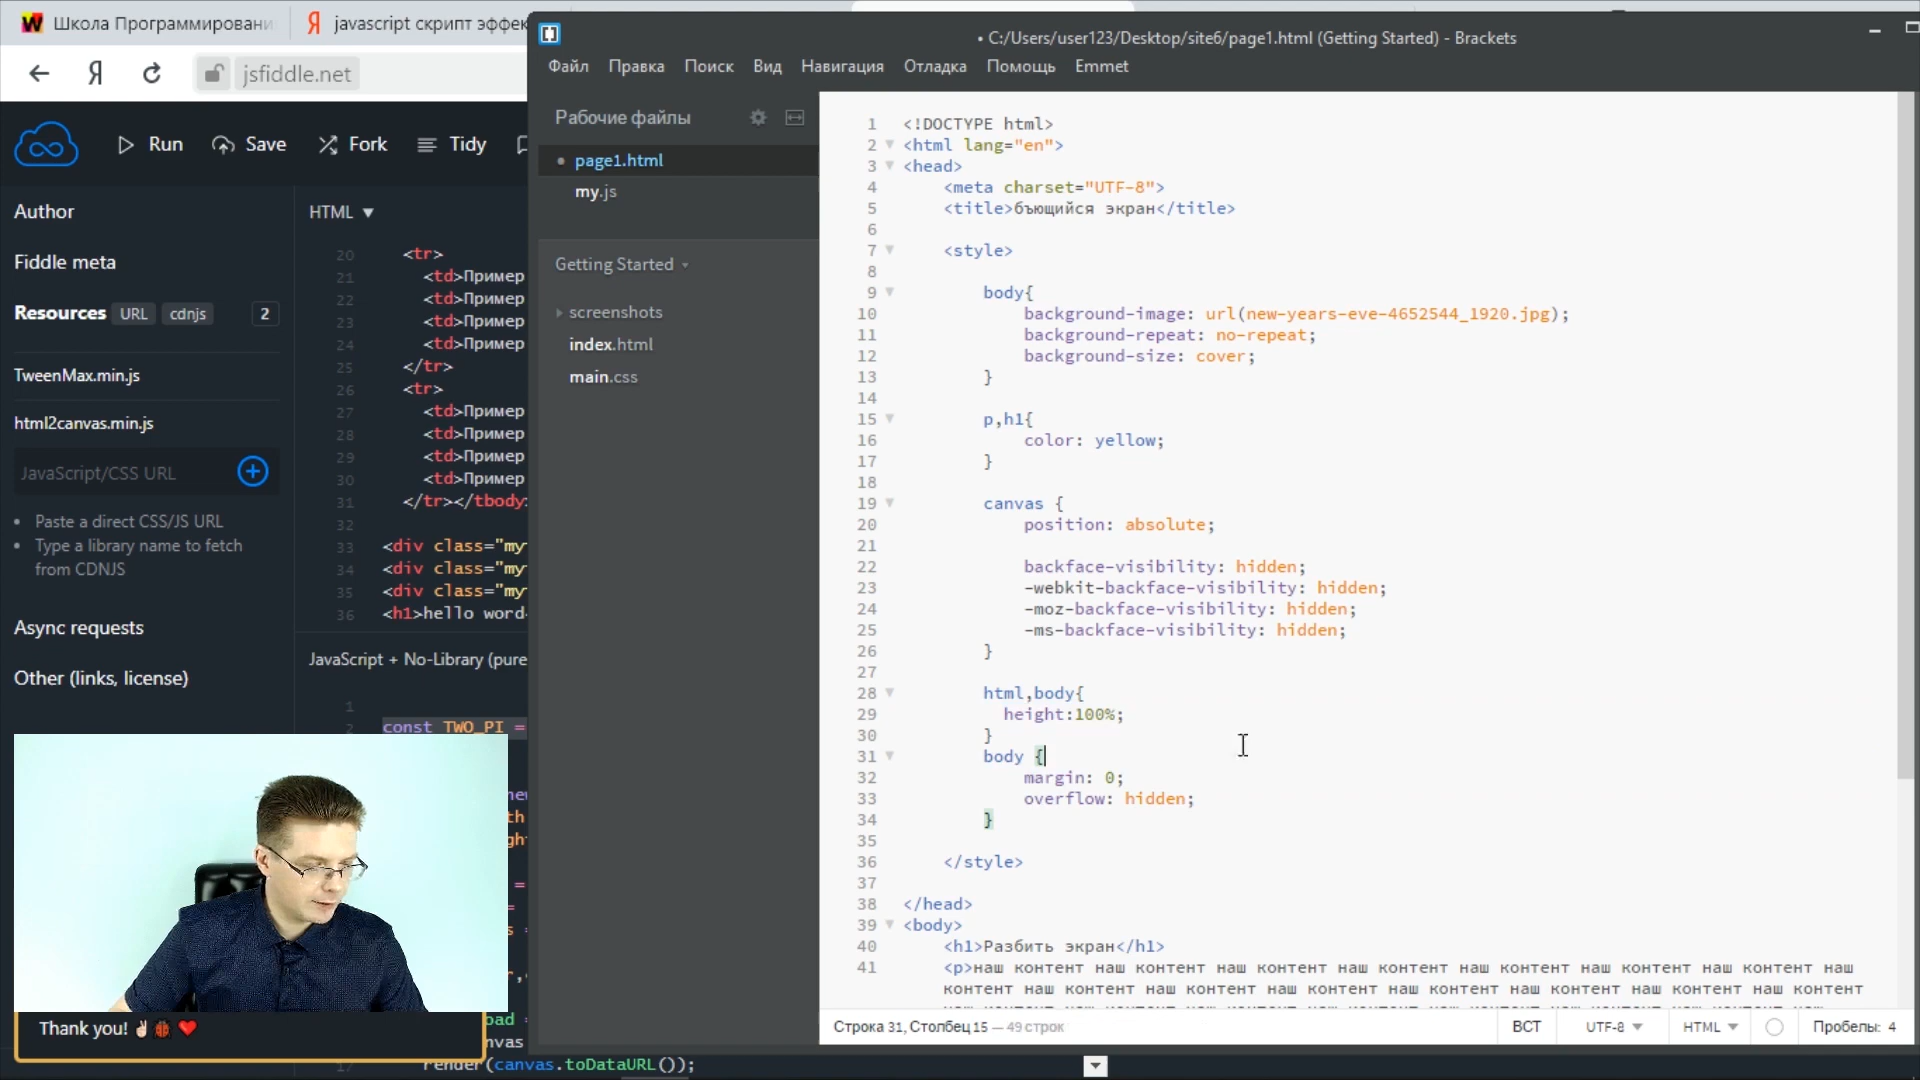 Школа Программировани
javascript скрипт эффек
jsfiddle.net
Run
Save
Fork
Tidy
Author
Fiddle meta
Resources URL cdnjs 2
TweenMax.min.js
html2canvas.min.js
JavaScript/CSS URL
Paste a direct CSS/JS URL
Type a library name to fetch
from CDNJS
Async requests
Other (links, license)
HTML
20 <tr>
21 <td>Пример
22 <td>Пример
23 <td>Пример
24 <td>Пример
25 </tr>
26 <tr>
27 <td>Пример
28 <td>Пример
29 <td>Пример
30 <td>Пример
31 </tr></tbody>
32
33 <div class="my
34 <div class="my
35 <div class="my
36 <h1>hello word
JavaScript + No-Library (pure
1
2 const TWO_PI =
render(canvas.toDataURL());
Thank you!
• C:/Users/user123/Desktop/site6/page1.html (Getting Started) - Brackets
Файл Правка Поиск Вид Навигация Отладка Помощь Emmet
Рабочие файлы
page1.html
my.js
Getting Started
screenshots
index.html
main.css
1 <!DOCTYPE html>
2 <html lang="en">
3 <head>
4 <meta charset="UTF-8">
5 <title>бьющийся экран</title>
6
7 <style>
8
9 body{
10 background-image: url(new-years-eve-4652544_1920.jpg);
11 background-repeat: no-repeat;
12 background-size: cover;
13 }
14
15 p,h1{
16 color: yellow;
17 }
18
19 canvas {
20 position: absolute;
21
22 backface-visibility: hidden;
23 -webkit-backface-visibility: hidden;
24 -moz-backface-visibility: hidden;
25 -ms-backface-visibility: hidden;
26 }
27
28 html,body{
29 height:100%;
30 }
31 body {
32 margin: 0;
33 overflow: hidden;
34 }
35
36 </style>
37
38 </head>
39 <body>
40 <h1>Разбить экран</h1>
41 <p>наш контент наш контент наш контент наш контент наш контент наш контент наш контент наш
контент наш контент наш контент наш контент наш контент наш контент наш контент наш контент
Строка 31, Столбец 15 — 49 строк
ВСТ
UTF-8
HTML
Пробелы: 4